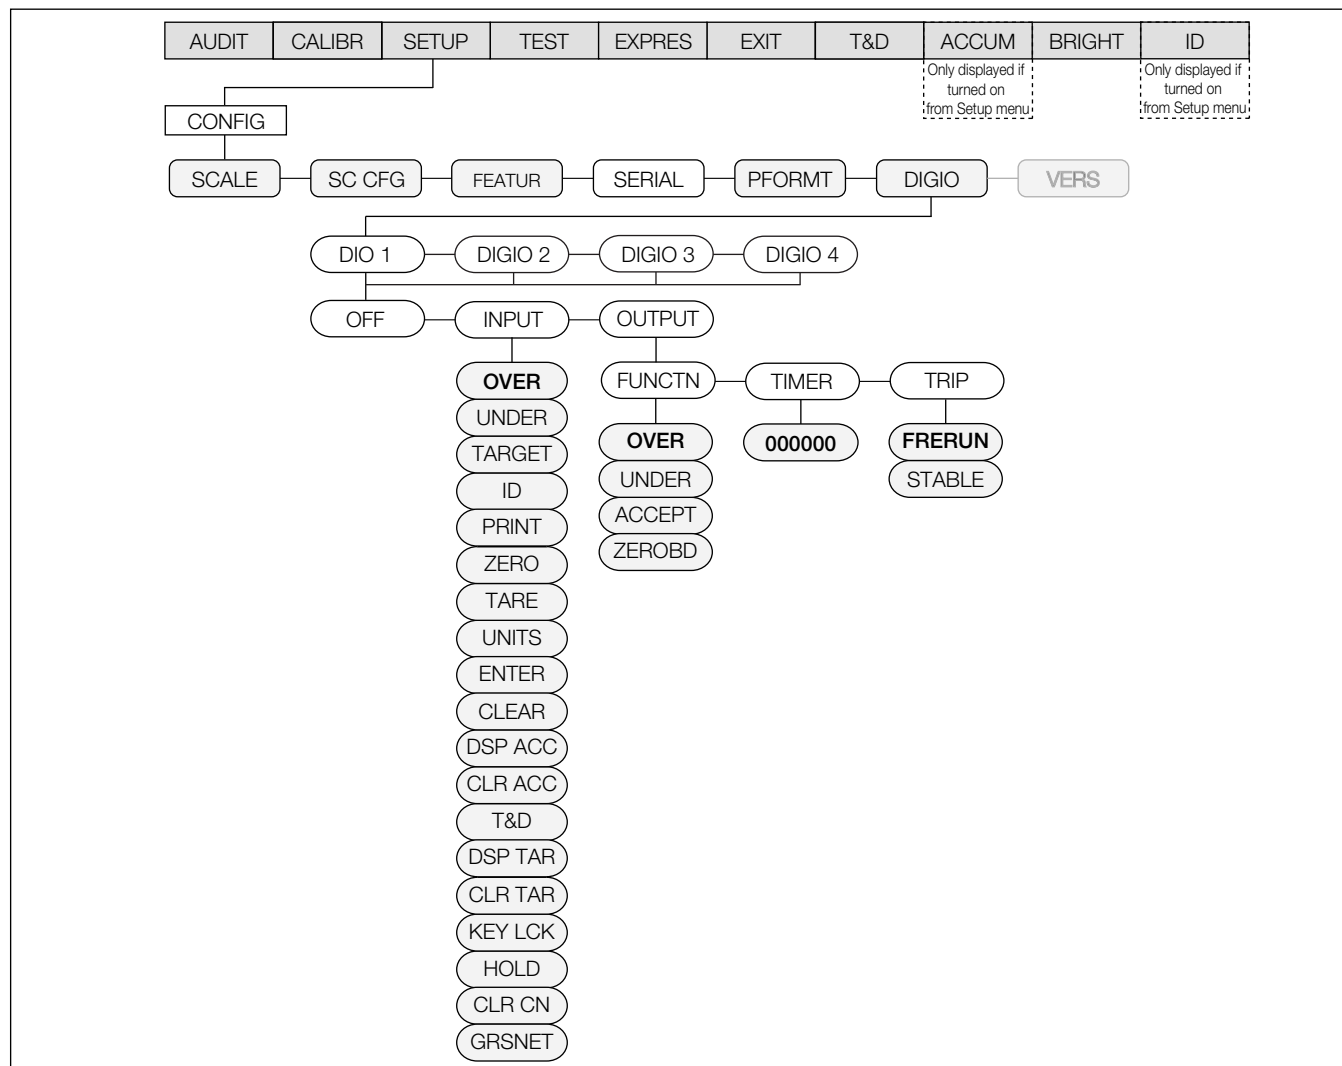 AUDIT CALIBR SETUP TEST EXPRES EXIT T&D ACCUM BRIGHT ID
Only displayed if
turned on
from Setup menu
Only displayed if
turned on
from Setup menu
CONFIG
SCALE SC CFG FEATUR SERIAL PFORMT DIGIO VERS
DIO 1 DIGIO 2 DIGIO 3 DIGIO 4
OFF INPUT OUTPUT
FUNCTN TIMER TRIP
OVER
UNDER
TARGET
ID
PRINT
ZERO
TARE
UNITS
ENTER
CLEAR
DSP ACC
CLR ACC
T&D
DSP TAR
CLR TAR
KEY LCK
HOLD
CLR CN
GRSNET
OVER
UNDER
ACCEPT
ZEROBD
000000
FRERUN
STABLE